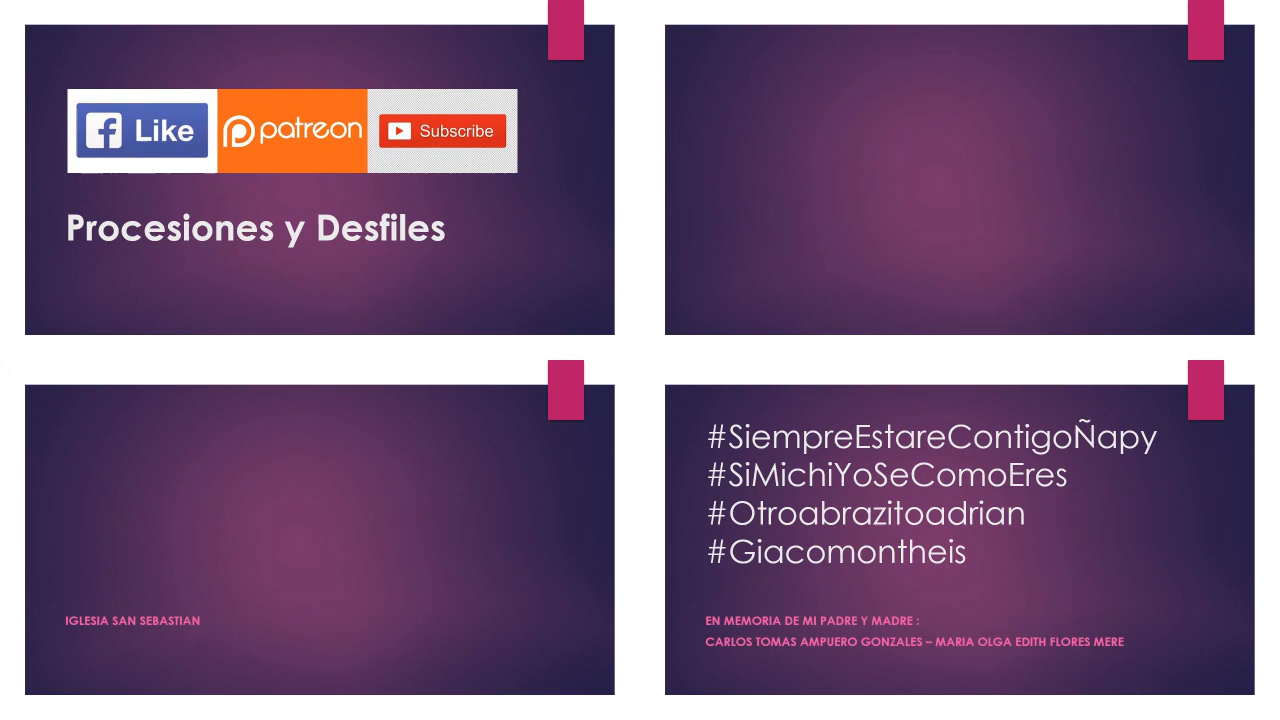 Like
patreon
Subscribe
Procesiones y Desfiles
IGLESIA SAN SEBASTIAN
#SiempreEstareContigoÑapy
#SiMichiYoSeComoEres
#Otroabrazitoadrian
#Giacomontheis
EN MEMORIA DE MI PADRE Y MADRE :
CARLOS TOMAS AMPUERO GONZALES – MARIA OLGA EDITH FLORES MERE